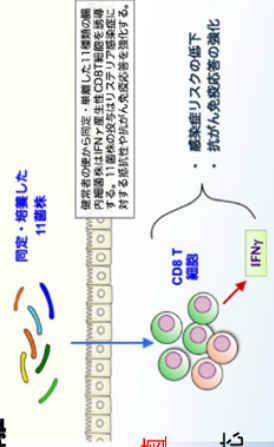 同定・培養した
11菌株
健常者の便から同定・単離した11種類の腸
内細菌株はIFNγ産生性CD8T細胞を誘導
する。11菌株の投与はリステリア感染症に
対する抵抗性や抗がん免疫応答を強化する。
CD8 T
細胞
IFNγ
・ 感染症リスクの低下
・ 抗がん免疫応答の強化